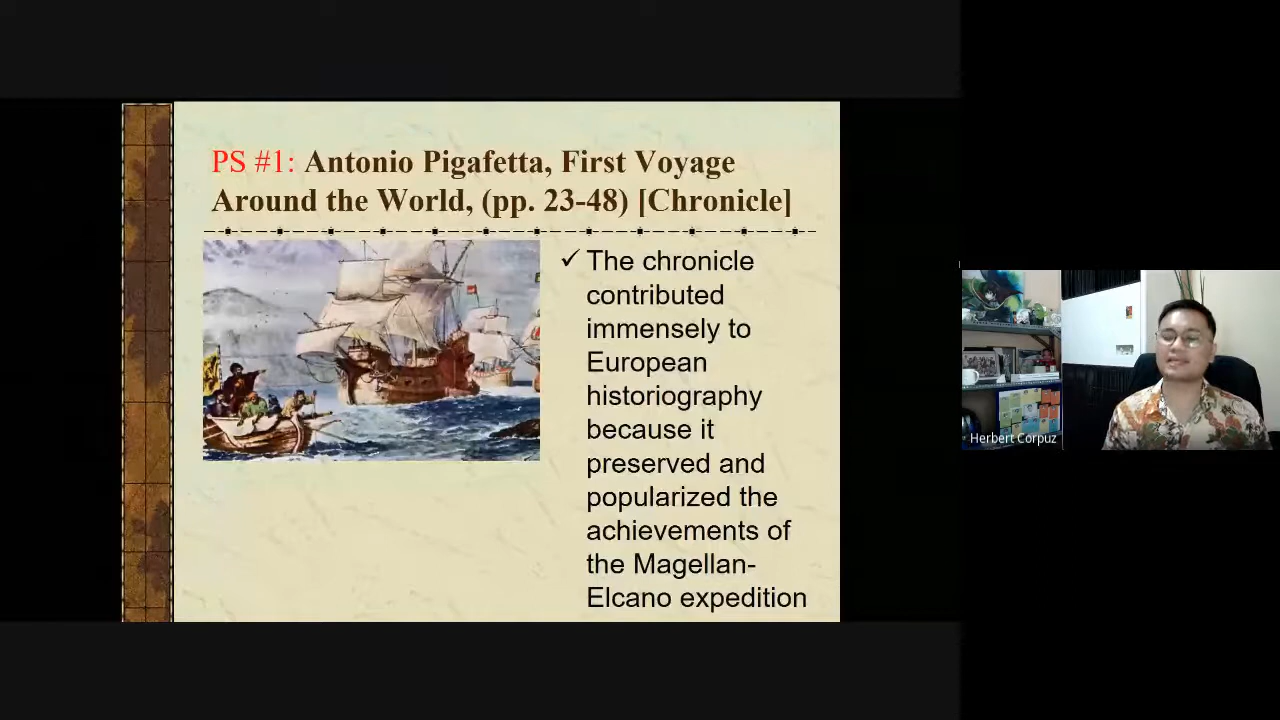 PS #1: Antonio Pigafetta, First Voyage
Around the World, (pp. 23-48) [Chronicle]
✓ The chronicle
contributed
immensely to
European
historiography
because it
preserved and
popularized the
achievements of
the Magellan-
Elcano expedition
Herbert Corpuz